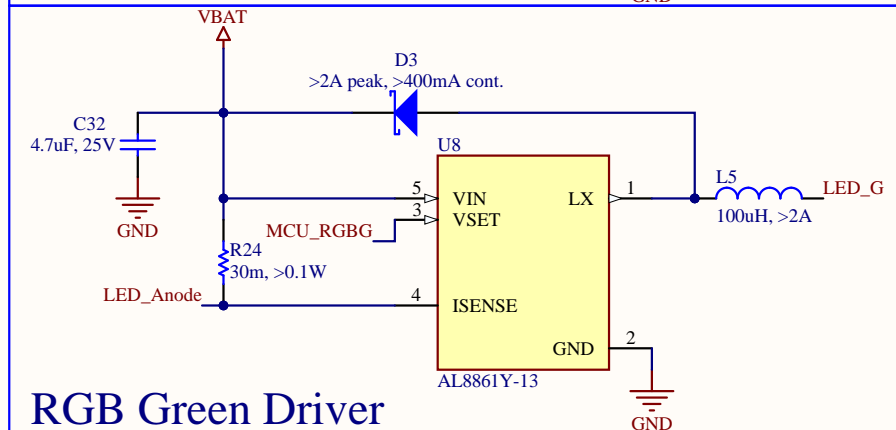 GND
VBAT
D3
>2A peak, >400mA cont.
C32
4.7uF, 25V
GND
U8
5
VIN
LX
1
3
VSET
MCU_RGBG
L5
LED_G
100uH, >2A
R24
30m, >0.1W
LED_Anode
4
ISENSE
GND
2
AL8861Y-13
GND
RGB Green Driver